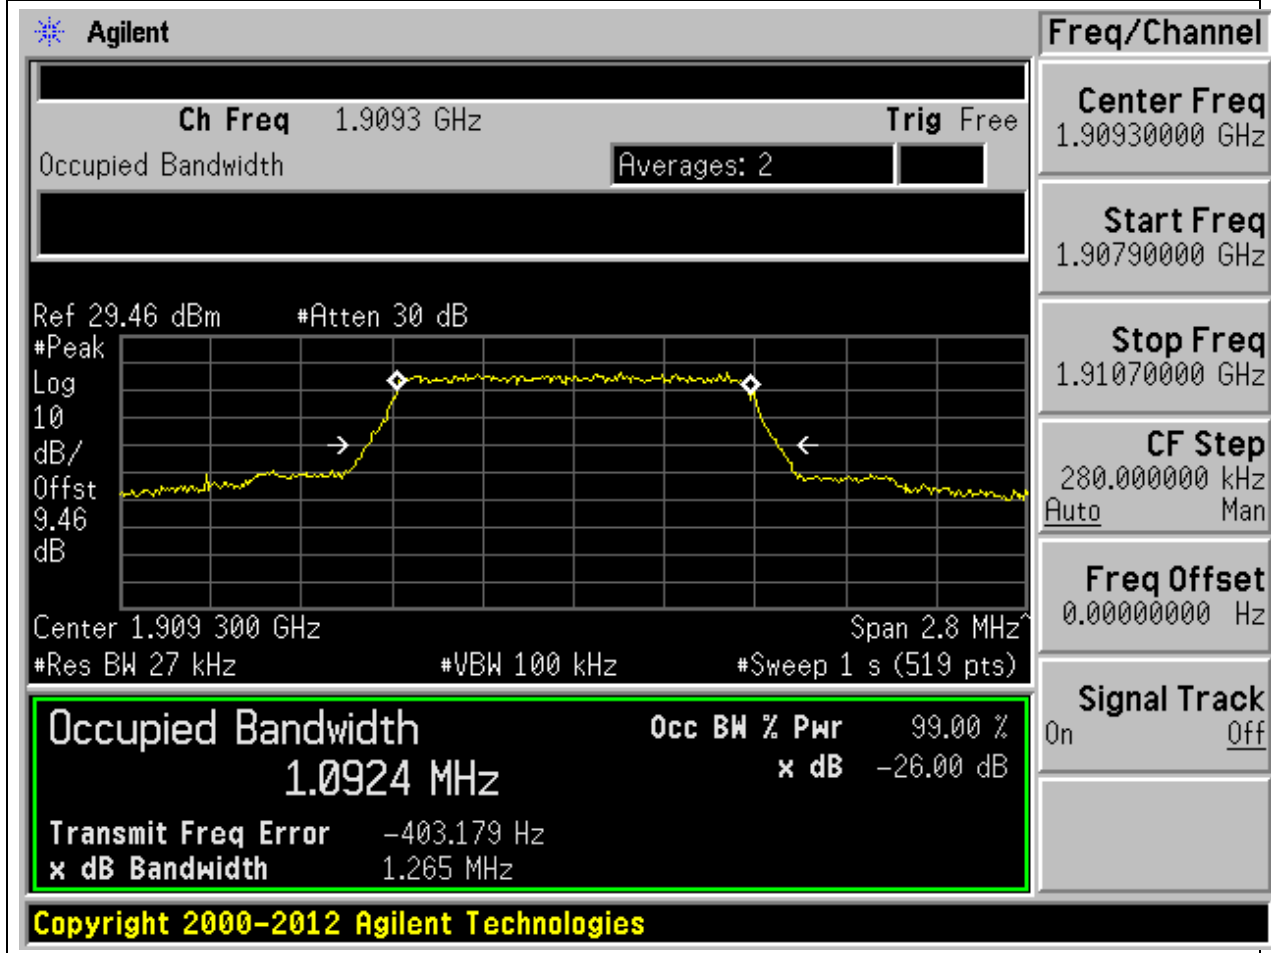 Agilent
Freq/Channel
Ch Freq 1.9093 GHz Trig Free
Occupied Bandwidth Averages: 2
Center Freq
1.90930000 GHz
Start Freq
1.90790000 GHz
Stop Freq
1.91070000 GHz
CF Step
280.000000 kHz
Auto Man
Freq Offset
0.00000000 Hz
Signal Track
On Off
Ref 29.46 dBm #Atten 30 dB
#Peak
Log
10
dB/
Offst
9.46
dB
Center 1.909 300 GHz Span 2.8 MHz^
#Res BW 27 kHz #VBW 100 kHz #Sweep 1 s (519 pts)
Occupied Bandwidth Occ BW % Pwr 99.00 %
1.0924 MHz x dB -26.00 dB
Transmit Freq Error -403.179 Hz
x dB Bandwidth 1.265 MHz
Copyright 2000-2012 Agilent Technologies